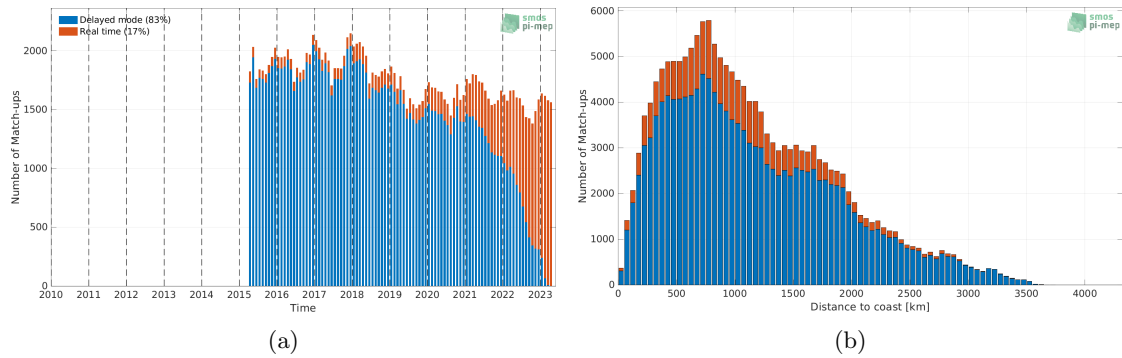 Delayed mode (83%)
Real time (17%)
smos
pi-mep
Number of Match-ups
2000
1500
1000
500
0
2010 2011 2012 2013 2014 2015 2016 2017 2018 2019 2020 2021 2022 2023
Time
(a)
smos
pi-mep
Number of Match-ups
6000
5000
4000
3000
2000
1000
0
0 500 1000 1500 2000 2500 3000 3500 4000
Distance to coast [km]
(b)